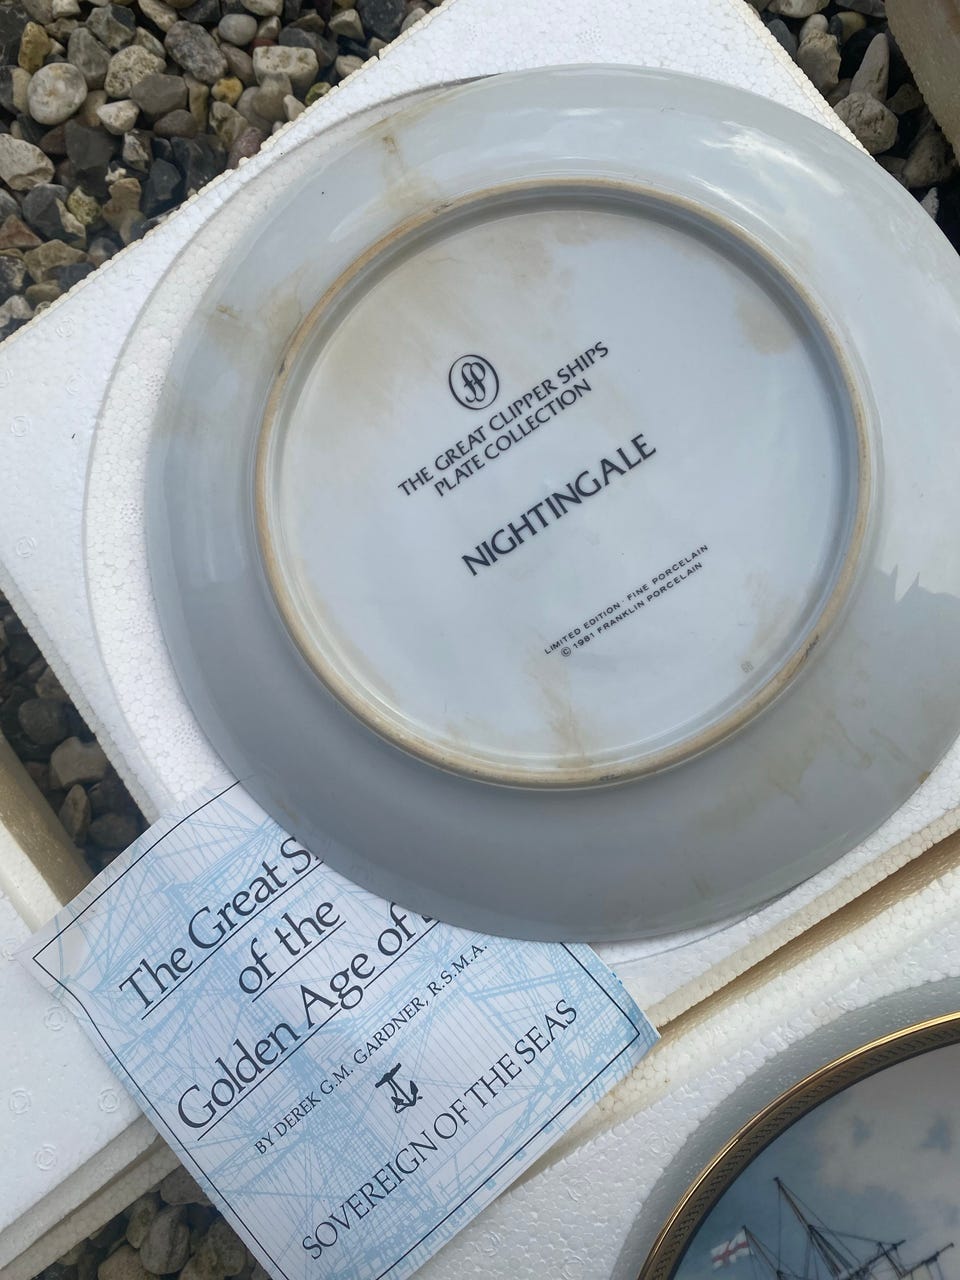 THE GREAT CLIPPER SHIPS
PLATE COLLECTION
NIGHTINGALE
LIMITED EDITION · FINE PORCELAIN
© 1981 FRANKLIN PORCELAIN
The Great
of the
Golden Age of
BY DEREK G.M. GARDNER, R.S.M.A.
SOVEREIGN OF THE SEAS